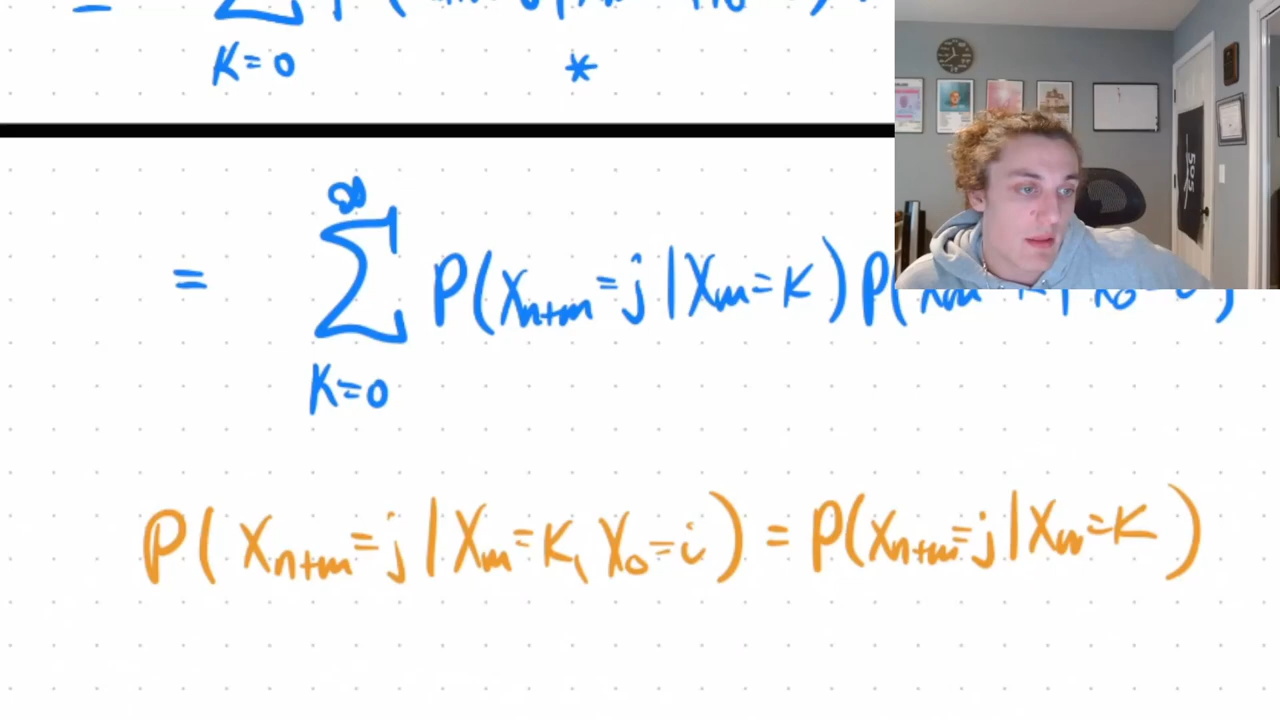 K=0
*
∞
= Σ P(X_{n+m}=j | X_m=K) P(
K=0
P( X_{n+m}=j | X_m=K, X_0=i ) = P(X_{n+m}=j | X_m=K )